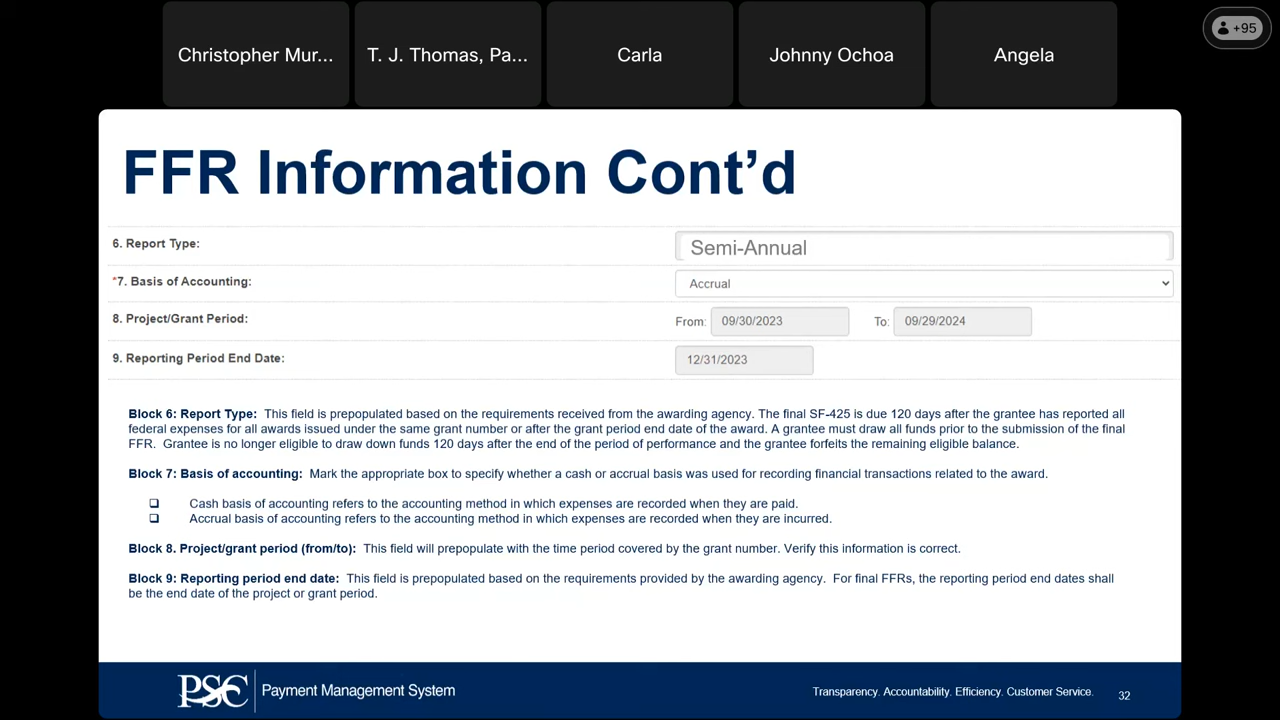 Christopher Mur...
T. J. Thomas, Pa...
Carla
Johnny Ochoa
Angela
+95
FFR Information Cont’d
6. Report Type:
Semi-Annual
*7. Basis of Accounting:
Accrual
8. Project/Grant Period:
From: 09/30/2023 To: 09/29/2024
9. Reporting Period End Date:
12/31/2023
Block 6: Report Type: This field is prepopulated based on the requirements received from the awarding agency. The final SF-425 is due 120 days after the grantee has reported all
federal expenses for all awards issued under the same grant number or after the grant period end date of the award. A grantee must draw all funds prior to the submission of the final
FFR. Grantee is no longer eligible to draw down funds 120 days after the end of the period of performance and the grantee forfeits the remaining eligible balance.
Block 7: Basis of accounting: Mark the appropriate box to specify whether a cash or accrual basis was used for recording financial transactions related to the award.
Cash basis of accounting refers to the accounting method in which expenses are recorded when they are paid.
Accrual basis of accounting refers to the accounting method in which expenses are recorded when they are incurred.
Block 8. Project/grant period (from/to): This field will prepopulate with the time period covered by the grant number. Verify this information is correct.
Block 9: Reporting period end date: This field is prepopulated based on the requirements provided by the awarding agency. For final FFRs, the reporting period end dates shall
be the end date of the project or grant period.
PSC Payment Management System
Transparency. Accountability. Efficiency. Customer Service.
32